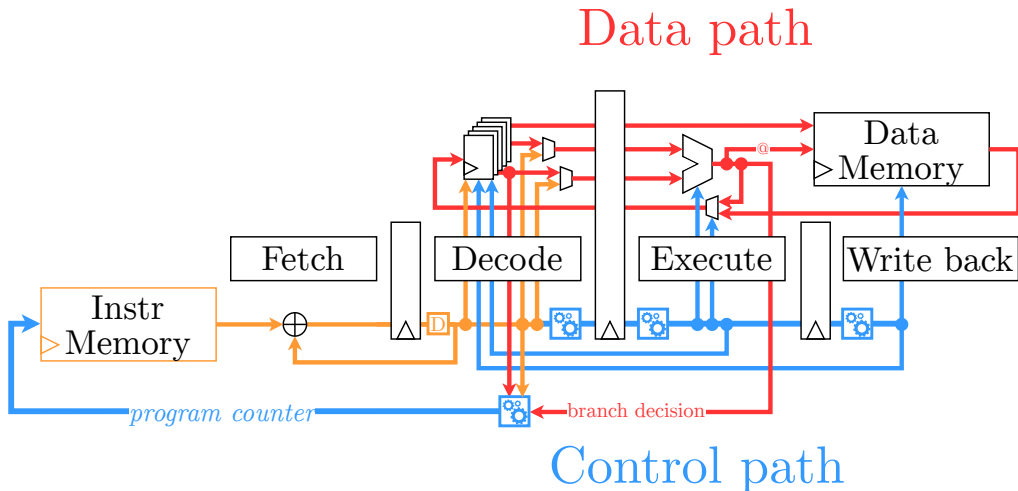 Data path
@
Data
Memory
Fetch
Decode
Execute
Write back
Instr
Memory
D
program counter
branch decision
Control path